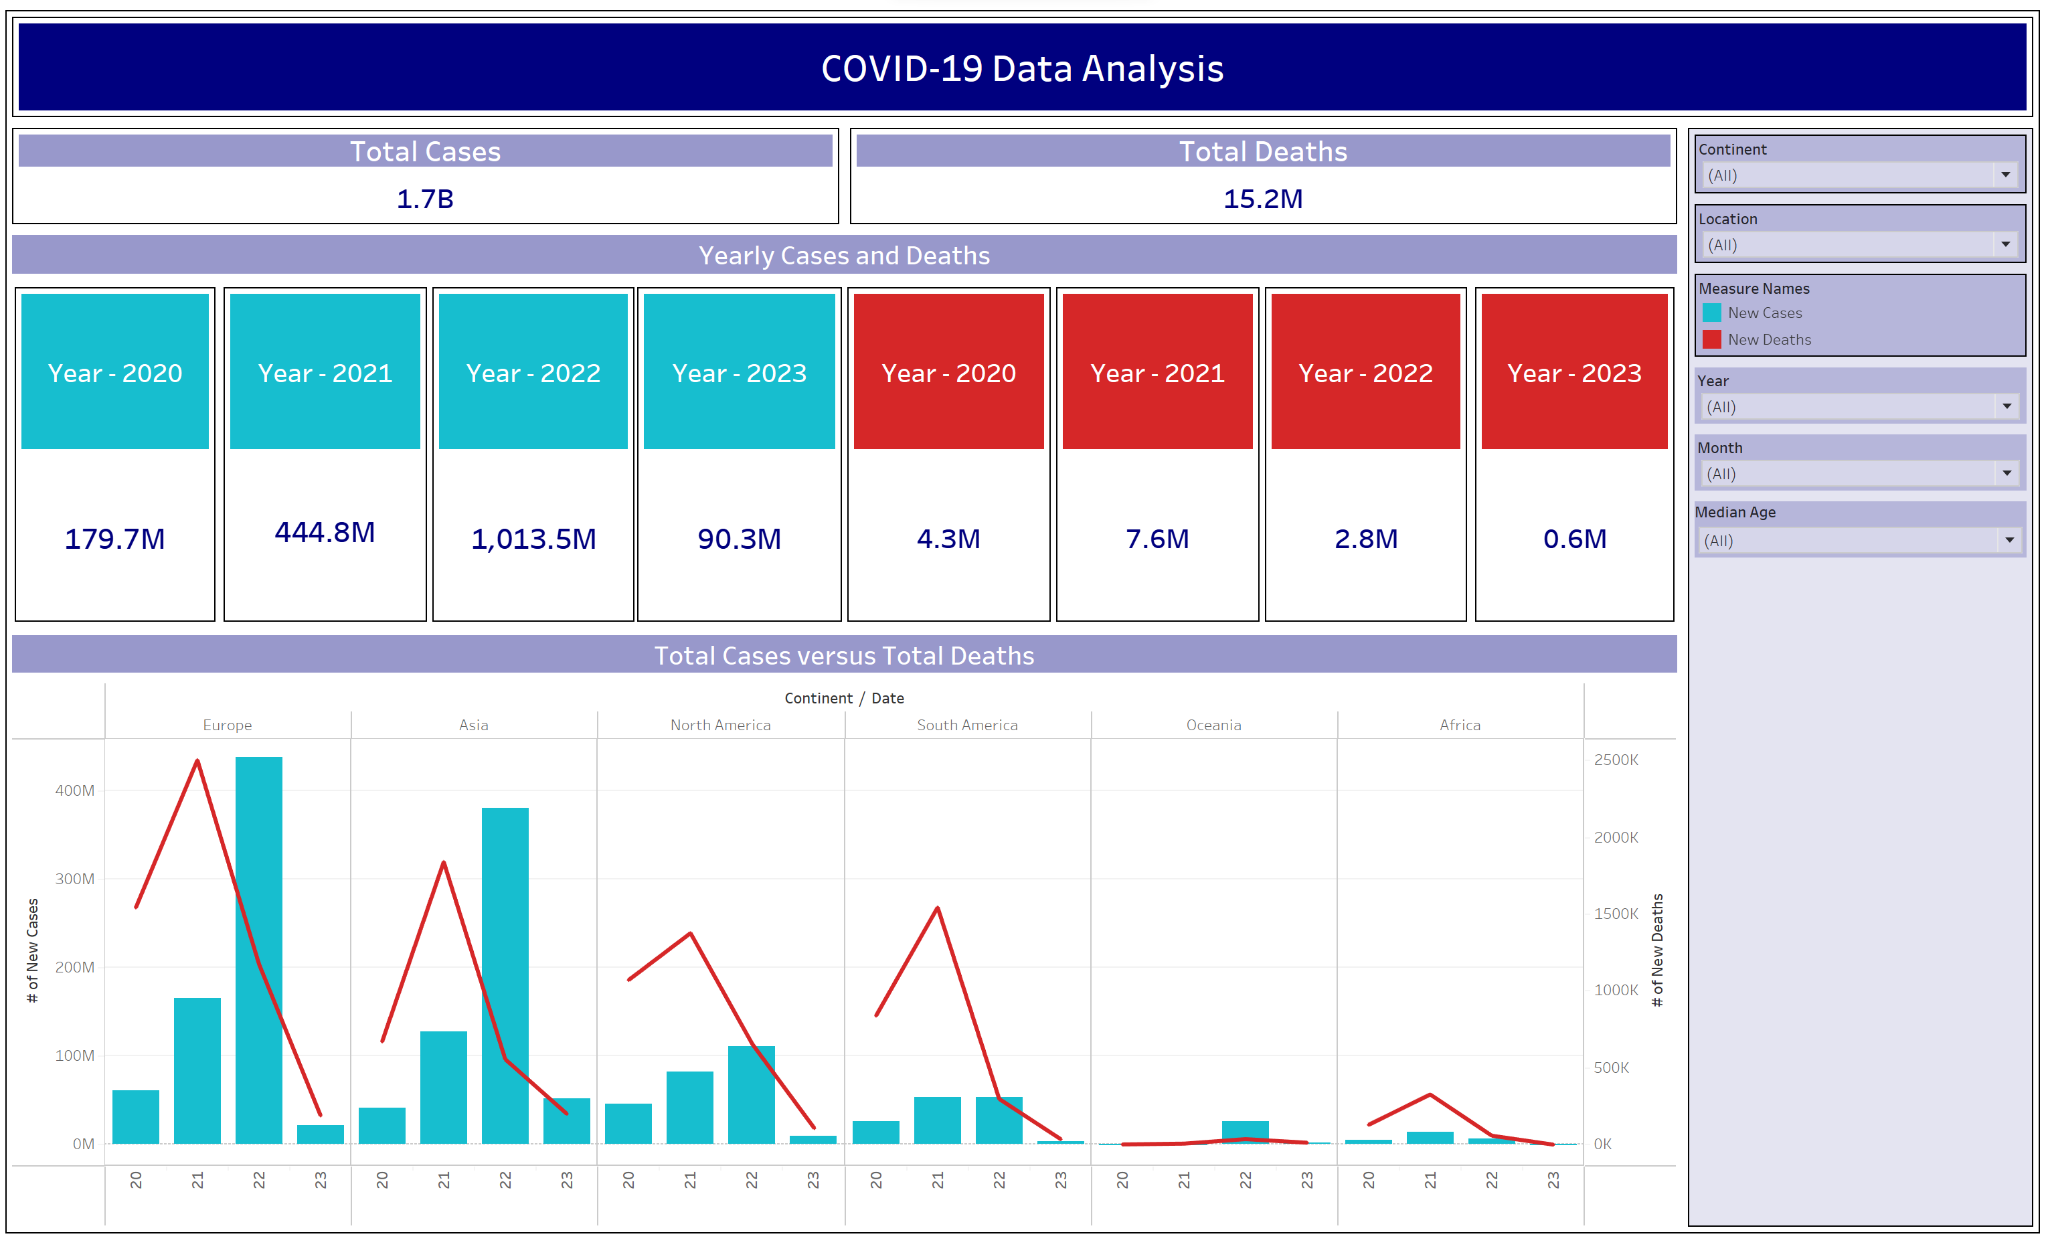 COVID-19 Data Analysis
Total Cases
1.7B
Total Deaths
15.2M
Yearly Cases and Deaths
Year - 2020
179.7M
Year - 2021
444.8M
Year - 2022
1,013.5M
Year - 2023
90.3M
Year - 2020
4.3M
Year - 2021
7.6M
Year - 2022
2.8M
Year - 2023
0.6M
Total Cases versus Total Deaths
Continent / Date
Europe
Asia
North America
South America
Oceania
Africa
# of New Cases
400M
300M
200M
100M
0M
2500K
2000K
1500K
1000K
500K
0K
# of New Deaths
20 21 22 23 20 21 22 23 20 21 22 23 20 21 22 23 20 21 22 23 20 21 22 23
Continent
(All)
Location
(All)
Measure Names
New Cases
New Deaths
Year
(All)
Month
(All)
Median Age
(All)